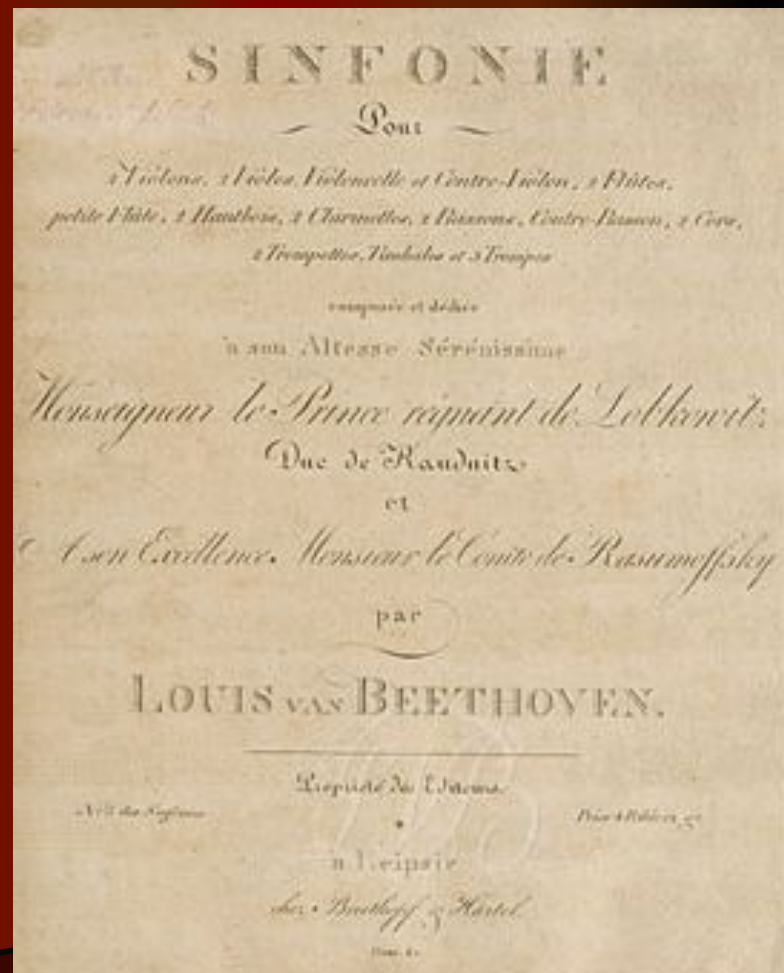 SINFONIE
Pour
2 Violons, 2 Violes, Violoncelle et Contre-Violon, 2 Flûtes,
petite Flûte, 2 Hautbois, 2 Clarinettes, 2 Bassons, Contre-Basson, 2 Cors,
2 Trompettes, Timbales et 3 Trompes
composée et dédiée
à son Altesse Sérénissime
Monseigneur le Prince régnant de Lobkowitz
Duc de Raudnitz
et
à son Excellence Monsieur le Comte de Rasumoffsky
par
LOUIS VAN BEETHOVEN.
Propriété des Editeurs.
des Sinfonies
à Leipsic
chez Breitkopf & Härtel.